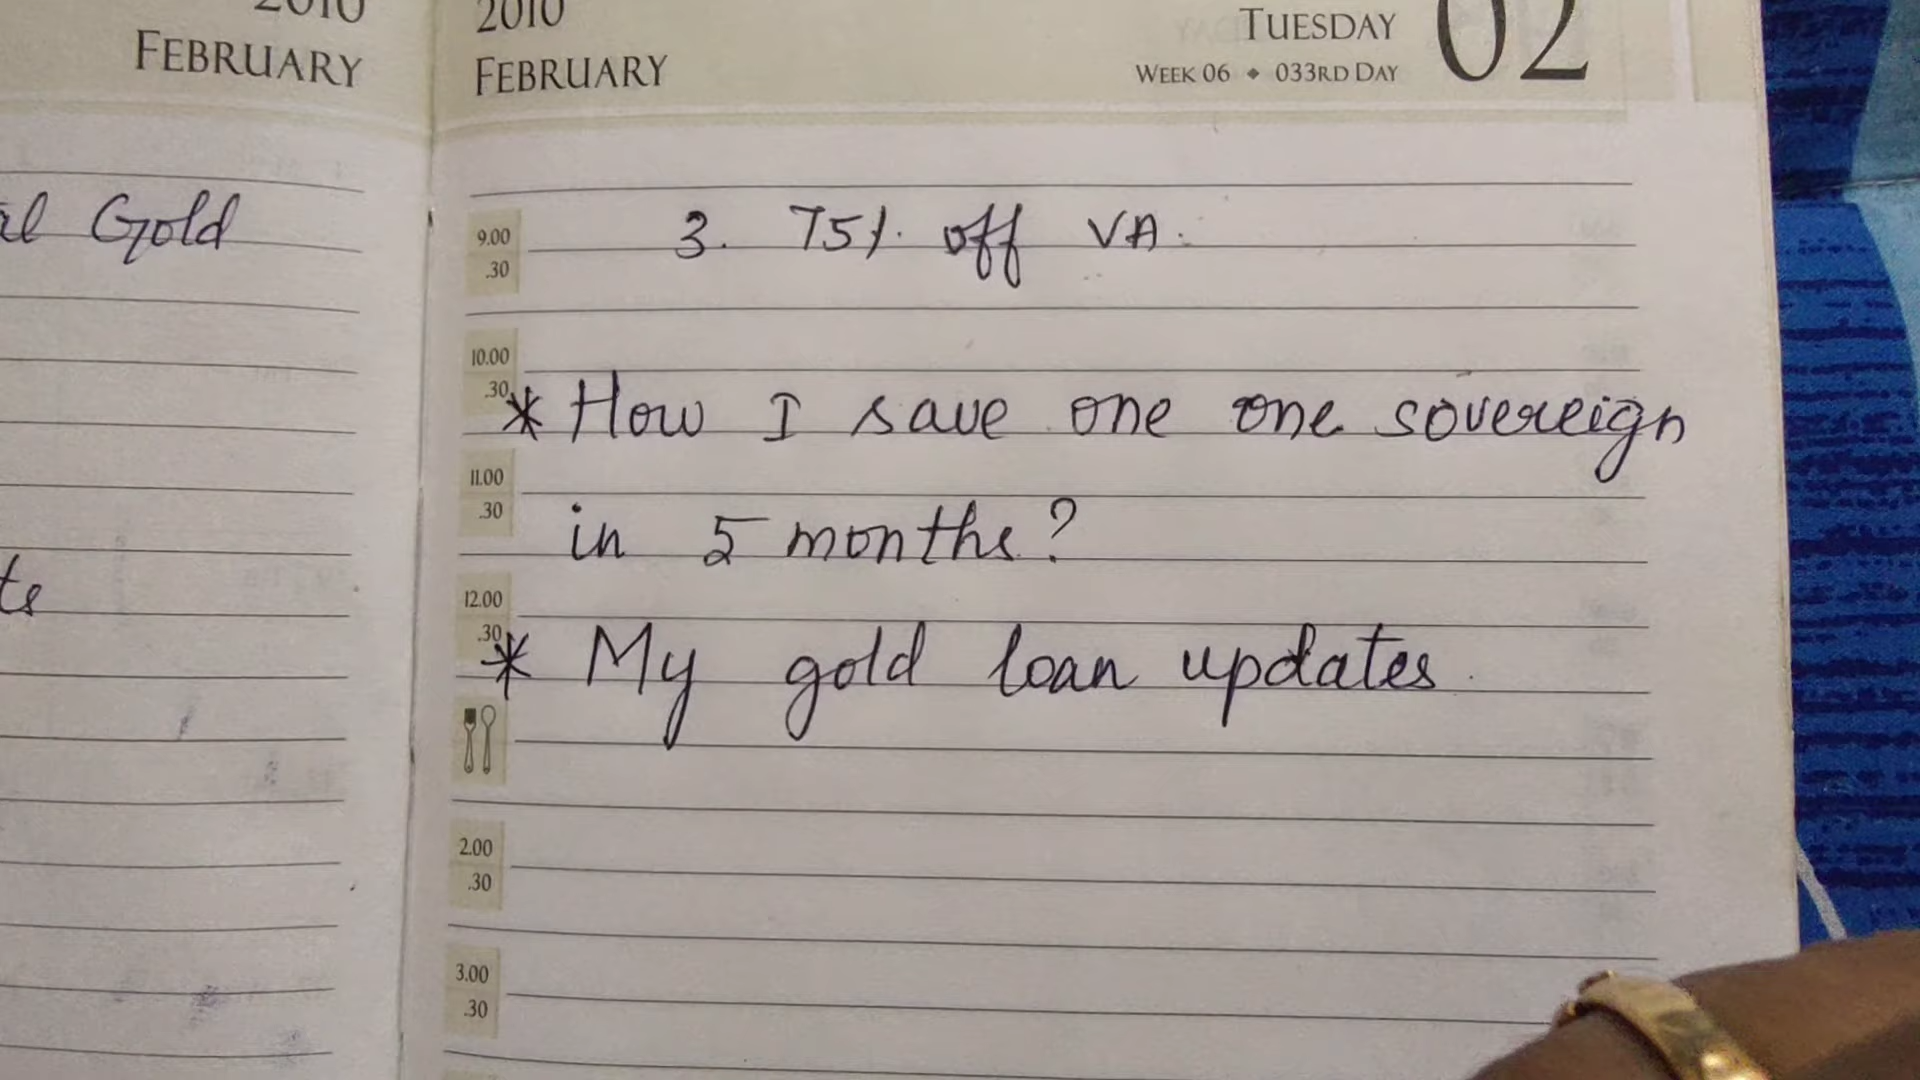 2010
FEBRUARY
Gold
2010
FEBRUARY
TUESDAY
WEEK 06 ◆ 033RD DAY
02
9.00
3. 75%. off VA.
.30
10.00
.30
* How I save one one sovereign
11.00
.30
in 5 months?
12.00
.30
* My gold loan updates.
2.00
.30
3.00
.30